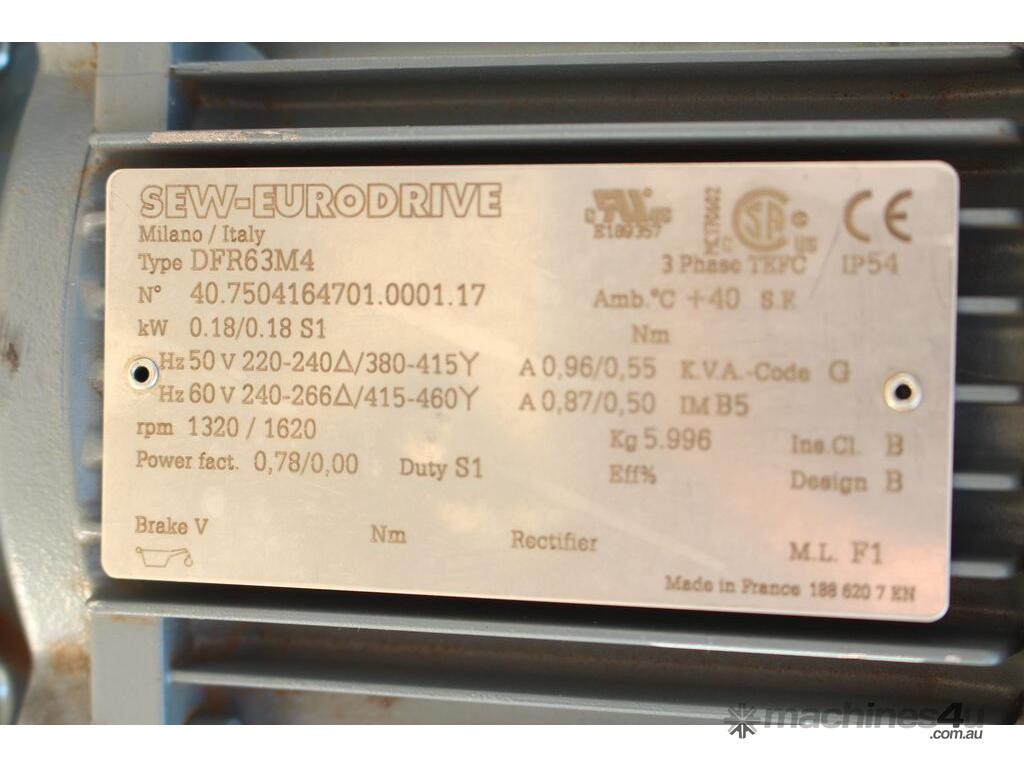 SEW-EURODRIVE
Milano / Italy
Type DFR63M4
3 Phase TEFC IP54
E189357
N° 40.7504164701.0001.17
Amb.°C +40 S.F.
kW 0.18/0.18 S1
Nm
Hz 50 V 220-240Δ/380-415Y A 0,96/0,55 K.V.A.-Code G
Hz 60 V 240-266Δ/415-460Y A 0,87/0,50 IM B5
rpm 1320 / 1620
Kg 5.996 Ins.Cl. B
Power fact. 0,78/0,00 Duty S1 Eff% Design B
Brake V Nm Rectifier M.L. F1
Made in France 188 620 7 EN
machines4u
.com.au